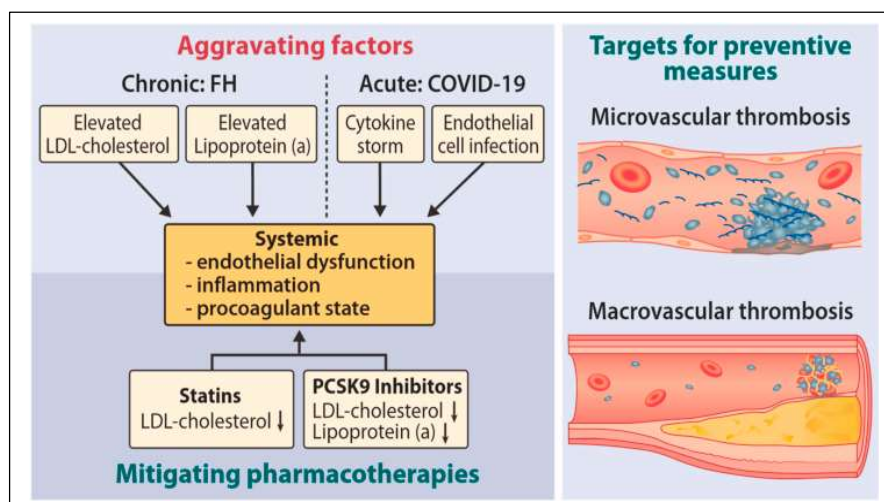 Aggravating factors
Chronic: FH
Acute: COVID-19
Elevated
LDL-cholesterol
Elevated
Lipoprotein (a)
Cytokine
storm
Endothelial
cell infection
Systemic
- endothelial dysfunction
- inflammation
- procoagulant state
Statins
LDL-cholesterol ↓
PCSK9 Inhibitors
LDL-cholesterol ↓
Lipoprotein (a) ↓
Mitigating pharmacotherapies
Targets for preventive
measures
Microvascular thrombosis
Macrovascular thrombosis